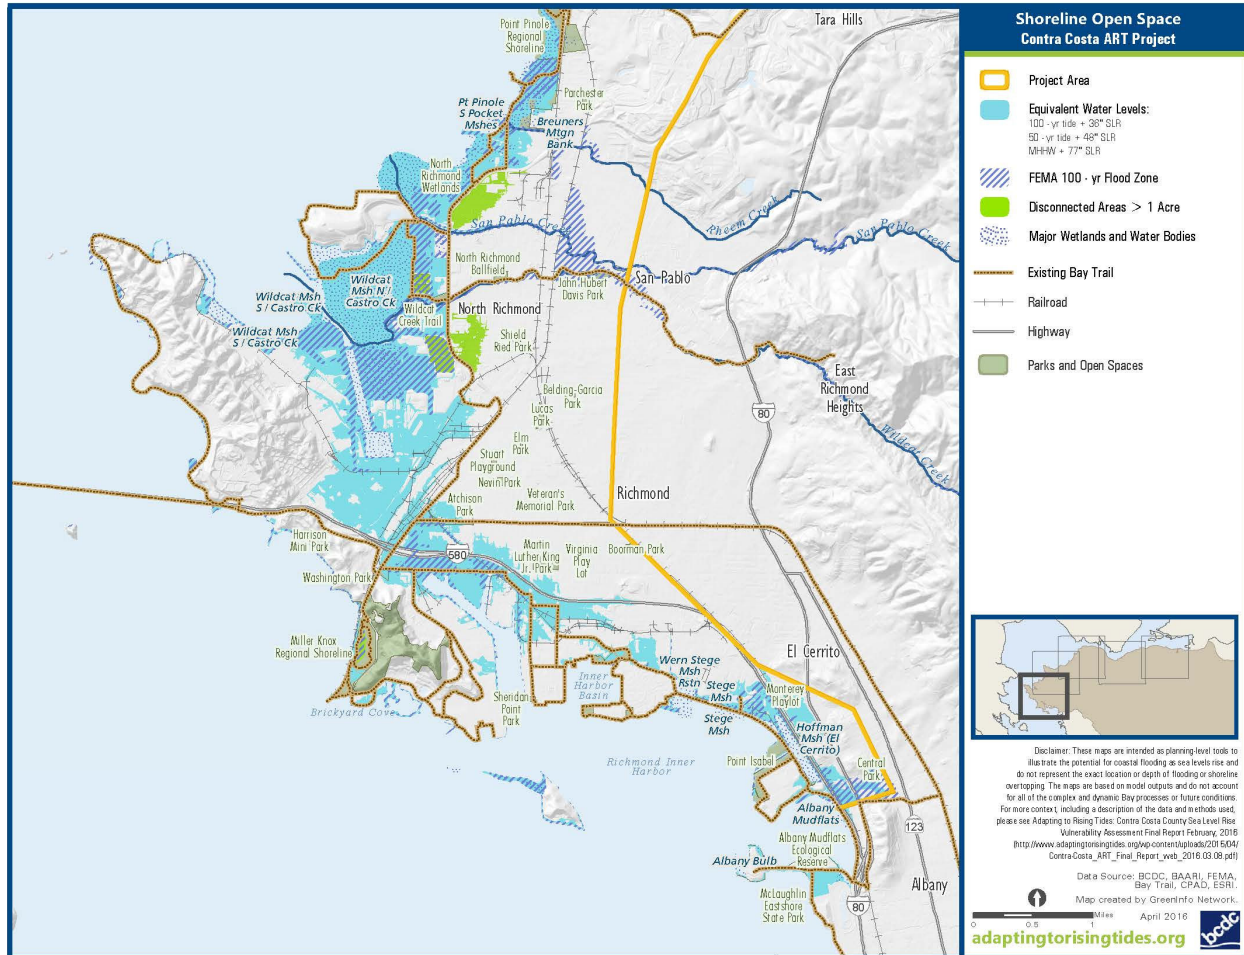 Shoreline Open Space
Contra Costa ART Project
Project Area
Equivalent Water Levels:
100 - yr tide + 36" SLR
50 - yr tide + 48" SLR
MHHW + 77" SLR
FEMA 100 - yr Flood Zone
Disconnected Areas > 1 Acre
Major Wetlands and Water Bodies
Existing Bay Trail
Railroad
Highway
Parks and Open Spaces
Tara Hills
Point Pinole
Regional
Shoreline
Parchester
Park
Pt Pinole
S Pocket
Mshes
Breuners
Mtgn
Bank
North
Richmond
Wetlands
San Pablo Creek
Rheem Creek
San Pablo Creek
North Richmond
Ballfield
San Pablo
John Hubert
Davis Park
Wildcat
Msh N /
Castro Ck
Wildcat Msh
S / Castro Ck
Wildcat
Creek Trail
North Richmond
Wildcat Msh
S / Castro Ck
Shield
Ried Park
East
Richmond
Heights
Belding-Garcia
Park
Lucas
Park
80
Wildcat Creek
Elm
Park
Stuart
Playground
Nevin Park
Richmond
Veteran's
Memorial Park
Atchison
Park
Harrison
Mini Park
580
Martin
Luther King
Jr. Park
Virginia
Play
Lot
Boorman Park
Washington Park
Miller Knox
Regional Shoreline
El Cerrito
Wern Stege
Msh
Rstn
Stege
Msh
Monterey
Playlot
Inner
Harbor
Basin
Sheridan
Point
Park
Brickyard Cove
Stege
Msh
Hoffman
Msh (El
Cerrito)
Point Isabel
Central
Park
Richmond Inner
Harbor
Albany
Mudflats
123
Albany Mudflats
Ecological
Reserve
Albany Bulb
Albany
McLaughlin
Eastshore
State Park
80
Disclaimer: These maps are intended as planning-level tools to
illustrate the potential for coastal flooding as sea levels rise and
do not represent the exact location or depth of flooding or shoreline
overtopping. The maps are based on model outputs and do not account
for all of the complex and dynamic Bay processes or future conditions.
For more context, including a description of the data and methods used,
please see Adapting to Rising Tides: Contra Costa County Sea Level Rise
Vulnerability Assessment Final Report February, 2016
(http://www.adaptingtorisingtides.org/wp-content/uploads/2015/04/
Contra-Costa_ART_Final_Report_web_2016.03.08.pdf)
Data Source: BCDC, BAARI, FEMA,
Bay Trail, CPAD, ESRI.
Map created by GreenInfo Network.
Miles
April 2016
0 0.5 1
adaptingtorisingtides.org
bcdc